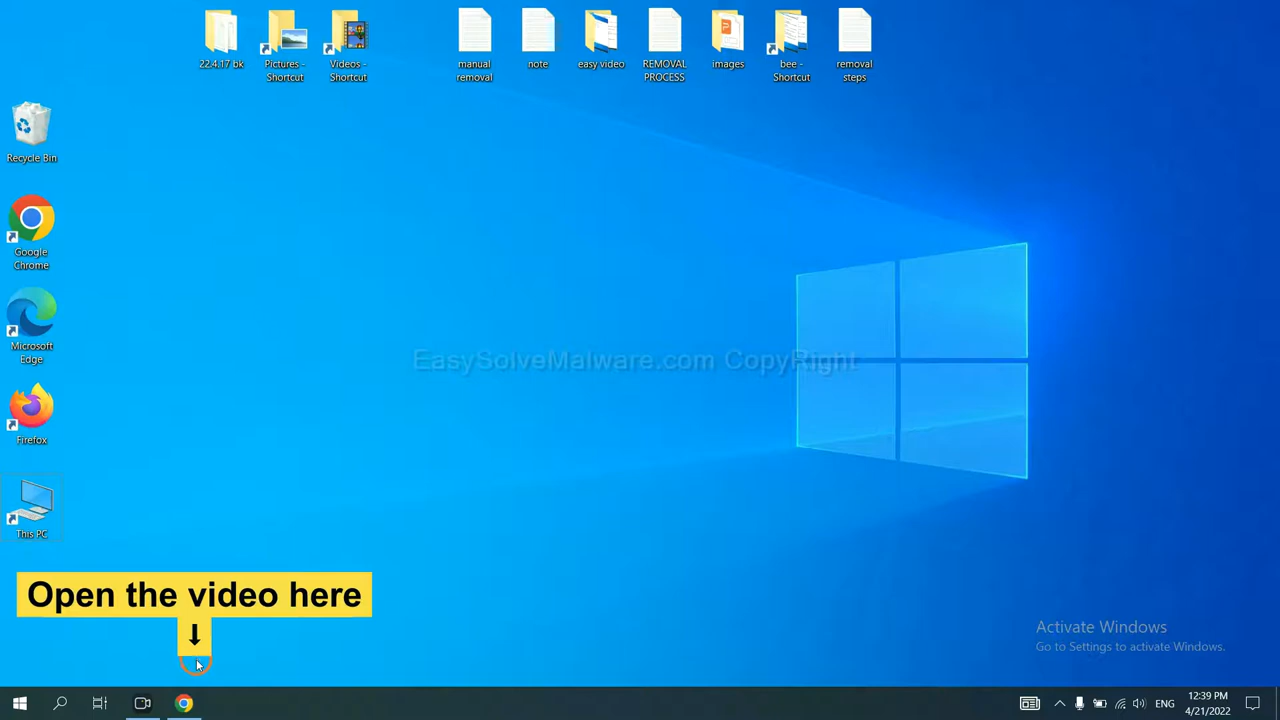 22.4.17 bk
Pictures -
Shortcut
Videos -
Shortcut
manual
removal
note
easy video
REMOVAL
PROCESS
images
bee -
Shortcut
removal
steps
Recycle Bin
Google
Chrome
Microsoft
Edge
Firefox
This PC
EasySolveMalware.com CopyRight
Open the video here
Activate Windows
Go to Settings to activate Windows.
ENG
12:39 PM
4/21/2022